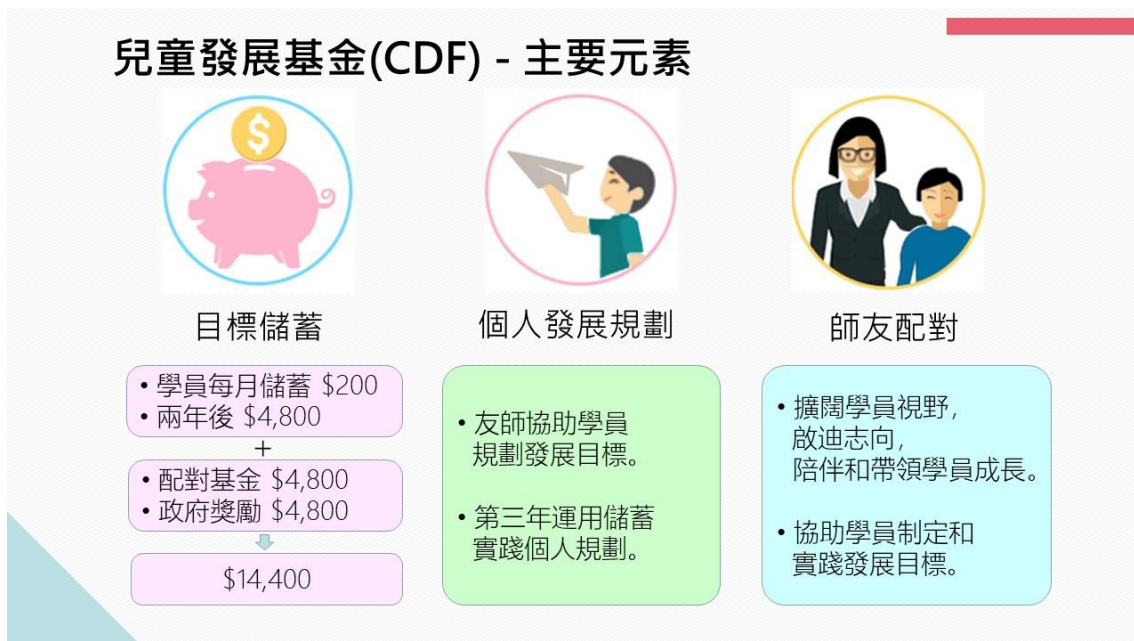 兒童發展基金(CDF) - 主要元素
$
目標儲蓄
• 學員每月儲蓄 $200
• 兩年後 $4,800
+
• 配對基金 $4,800
• 政府獎勵 $4,800
$14,400
個人發展規劃
• 友師協助學員
規劃發展目標。
• 第三年運用儲蓄
實踐個人規劃。
師友配對
• 擴闊學員視野，
啟迪志向，
陪伴和帶領學員成長。
• 協助學員制定和
實踐發展目標。